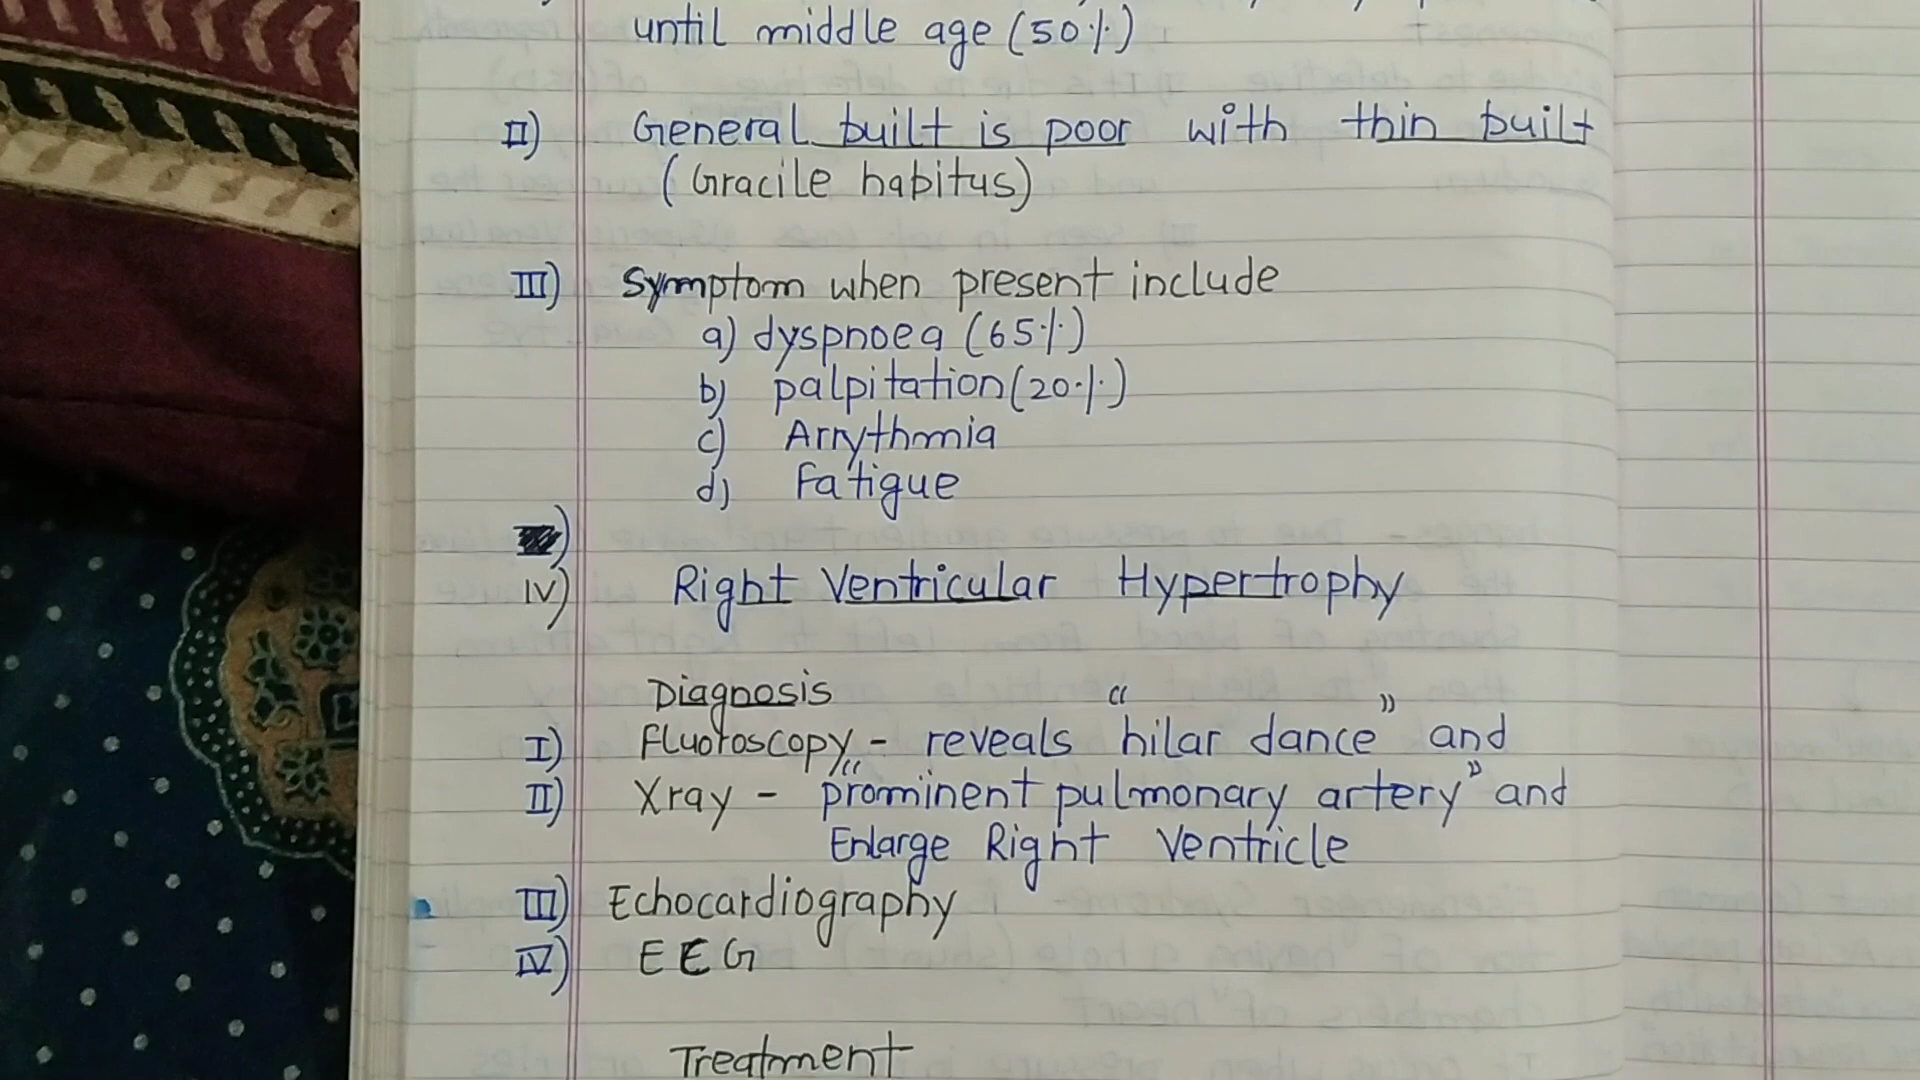 until middle age (50%)
II) General built is poor with thin built
(Gracile habitus)
III) Symptom when present include
a) dyspnoea (65%)
b) palpitation (20%)
c) Arrythmia
d) Fatigue
IV) Right Ventricular Hypertrophy
Diagnosis
I) Fluoroscopy - reveals "hilar dance" and
II) Xray - "prominent pulmonary artery" and
Enlarge Right Ventricle
III) Echocardiography
IV) EEG
Treatment